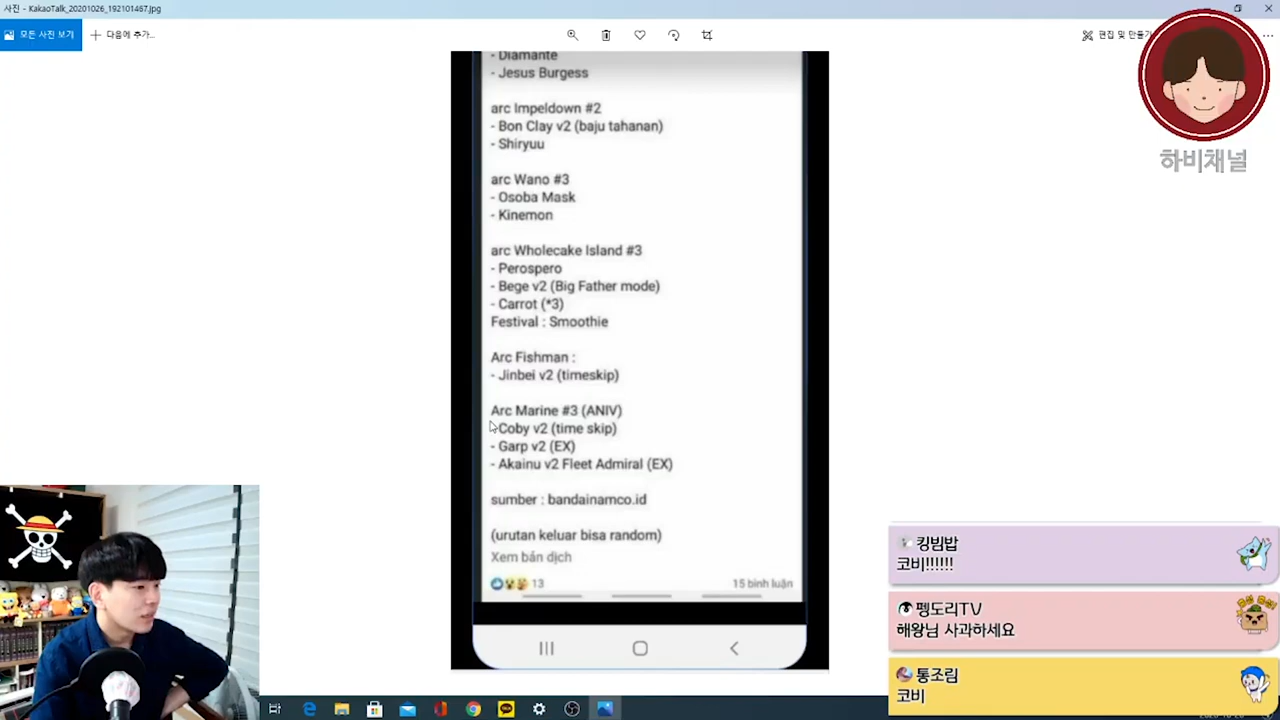 사진 - KakaoTalk_20201026_192101467.jpg
모든 사진 보기
다음에 추가...
편집 및 만들기
하비채널
- Diamante
- Jesus Burgess
arc Impeldown #2
- Bon Clay v2 (baju tahanan)
- Shiryuu
arc Wano #3
- Osoba Mask
- Kinemon
arc Wholecake Island #3
- Perospero
- Bege v2 (Big Father mode)
- Carrot (*3)
Festival : Smoothie
Arc Fishman :
- Jinbei v2 (timeskip)
Arc Marine #3 (ANIV)
- Coby v2 (time skip)
- Garp v2 (EX)
- Akainu v2 Fleet Admiral (EX)
sumber : bandainamco.id
(urutan keluar bisa random)
Xem bản dịch
13
15 bình luận
킹빔밥
코비!!!!!!
펭도리TV
해왕님 사과하세요
통조림
코비